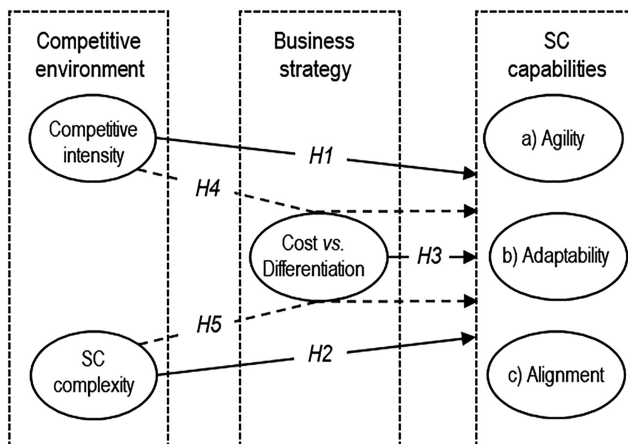 Competitive
environment
Business
strategy
SC
capabilities
Competitive
intensity
H1
a) Agility
H4
Cost vs.
Differentiation
H3
b) Adaptability
H5
SC
complexity
H2
c) Alignment